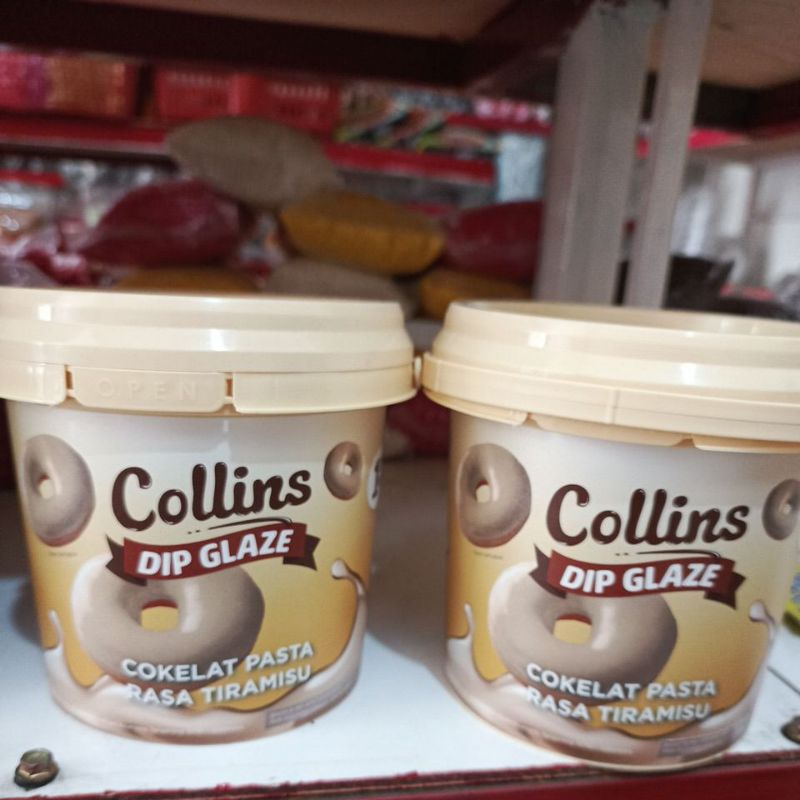 OPEN
Collins
DIP GLAZE
COKELAT PASTA
RASA TIRAMISU
Collins
DIP GLAZE
COKELAT PASTA
RASA TIRAMISU